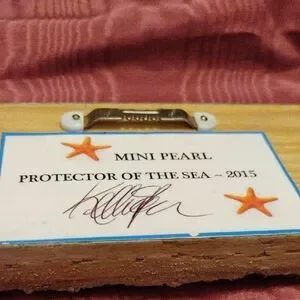 MINI PEARL
PROTECTOR OF THE SEA ~ 2015